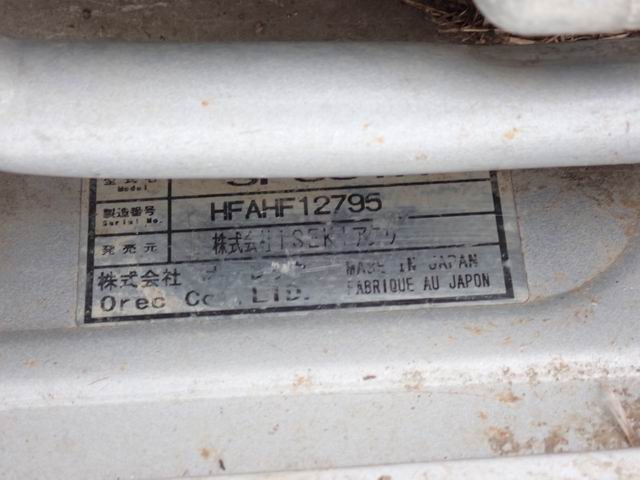 型式名
Model
製造番号
Serial No.
HFAHF12795
発売元
株式会社ISEKIアグリ
株式会社
Orec Co.,LTD.
MADE IN JAPAN
FABRIQUE AU JAPON